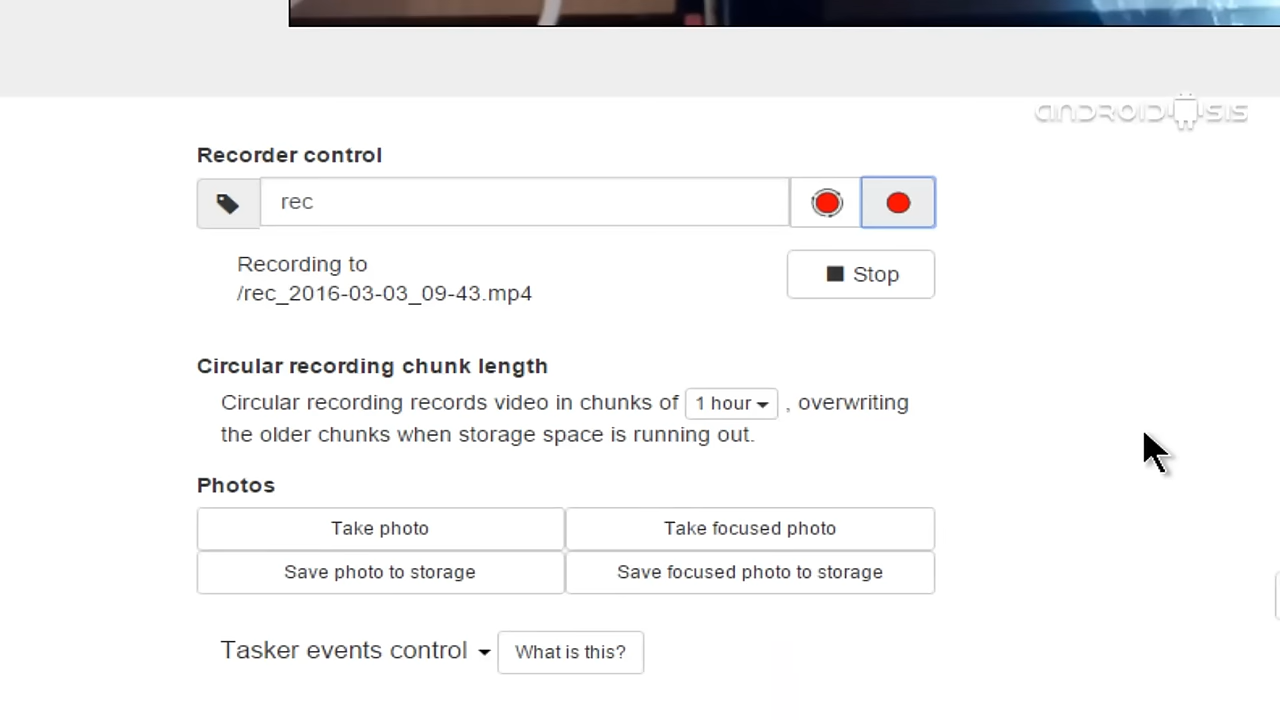 ANDROIDSIS
Recorder control
rec
Recording to
/rec_2016-03-03_09-43.mp4
Stop
Circular recording chunk length
Circular recording records video in chunks of 1 hour , overwriting
the older chunks when storage space is running out.
Photos
Take photo
Take focused photo
Save photo to storage
Save focused photo to storage
Tasker events control
What is this?